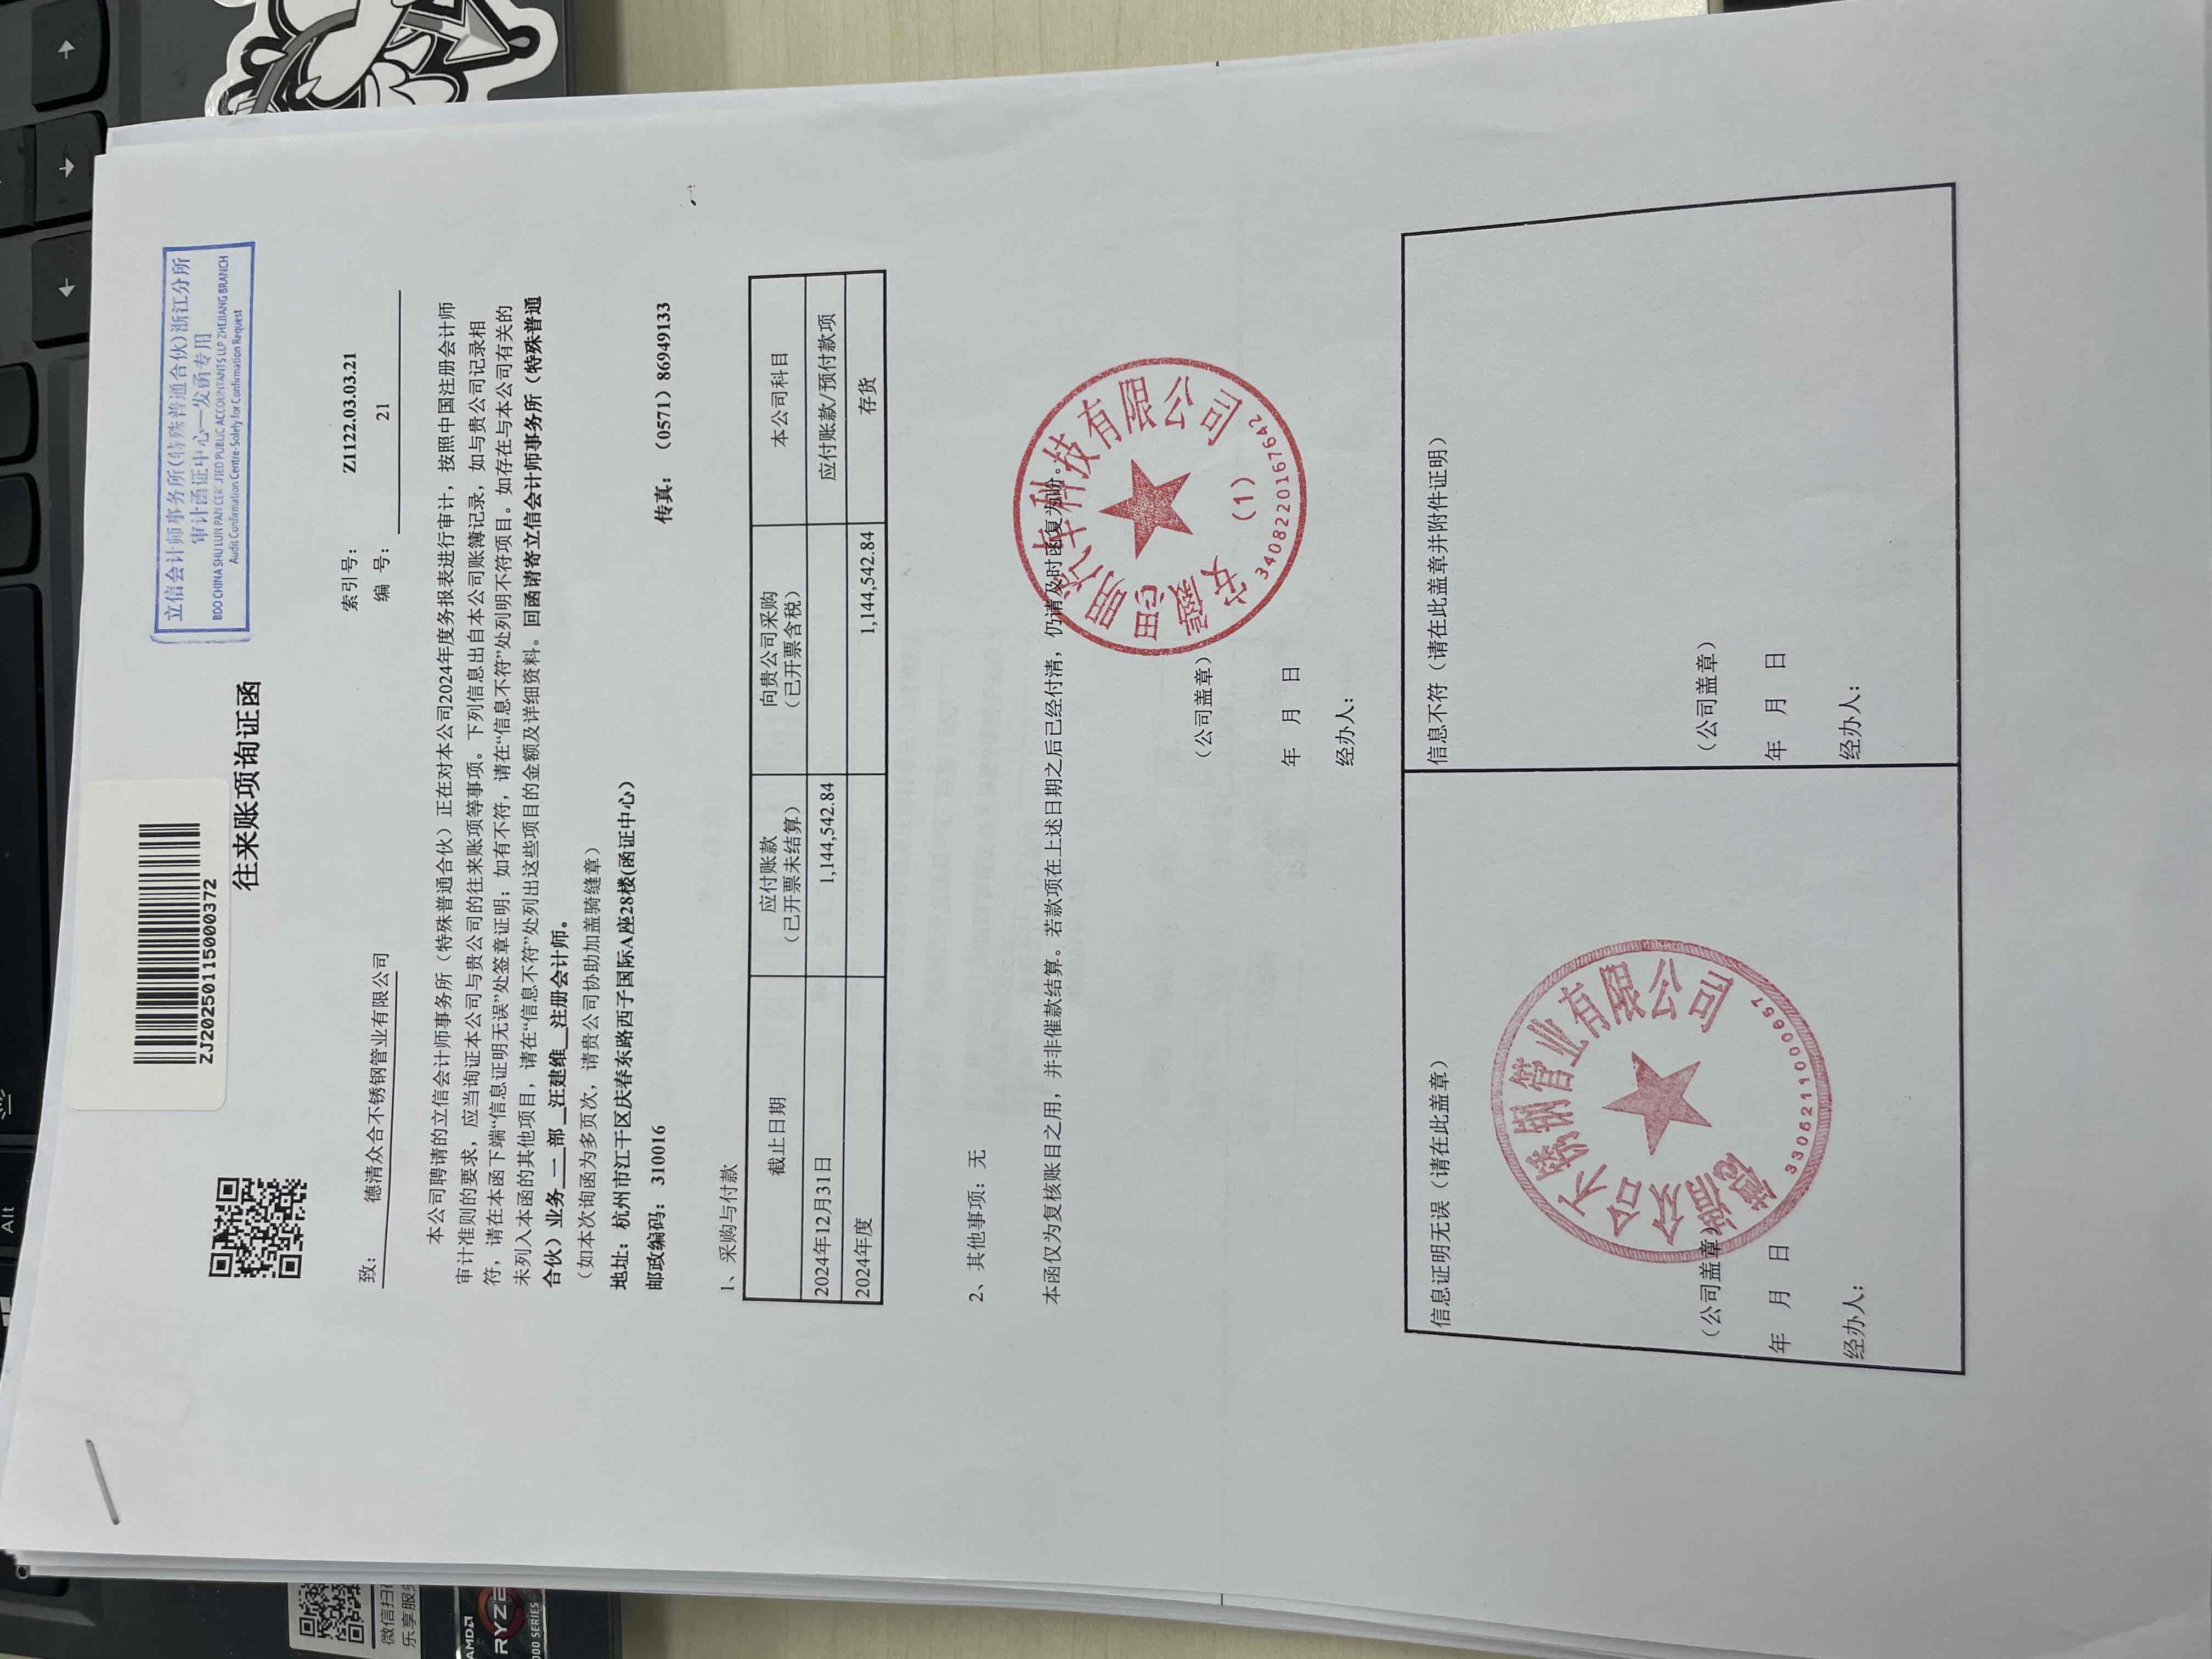 Alt
ZJ20250115000372
立信会计师事务所(特殊普通合伙)浙江分所
审计函证中心—发函专用
BDO CHINA SHU LUN PAN CERTIFIED PUBLIC ACCOUNTANTS LLP ZHEJIANG BRANCH
Audit Confirmation Centre-Solely for Confirmation Request
往来账项询证函
索引号： Z1122.03.03.21
致： 德清众合不锈钢管业有限公司
编 号： 21
微信扫
乐享服务
AMD
RYZE
000 SERIES
本公司聘请的立信会计师事务所（特殊普通合伙）正在对本公司2024年度务报表进行审计，按照中国注册会计师
审计准则的要求，应当询证本公司与贵公司的往来账项等事项。下列信息出自本公司账簿记录，如与贵公司记录相
符，请在本函下端“信息证明无误”处签章证明；如有不符，请在“信息不符”处列明不符项目。如存在与本公司有关的
未列入本函的其他项目，请在“信息不符”处列出这些项目的金额及详细资料。回函请寄立信会计师事务所（特殊普通
合伙）业务 一 部 汪建维 注册会计师。
（如本次询函为多页次，请贵公司协助加盖骑缝章）
地址：杭州市江干区庆春东路西子国际A座28楼(函证中心）
邮政编码： 310016 传真：（0571）86949133
1、采购与付款
截止日期 应付账款（已开票未结算） 向贵公司采购（已开票含税） 本公司科目
2024年12月31日 1,144,542.84 应付账款/预付款项
2024年度 1,144,542.84 存货
2、其他事项：无
本函仅为复核账目之用，并非催款结算。若款项在上述日期之后已经付清，仍请及时函复为盼。
安徽思明汽车科技有限公司
（1）
3408220167642
（公司盖章）
年 月 日
经办人：
信息证明无误（请在此盖章）
德清众合不锈钢管业有限公司
3305211000657
（公司盖章）
年 月 日
经办人：
信息不符（请在此盖章并附件证明）
（公司盖章）
年 月 日
经办人：